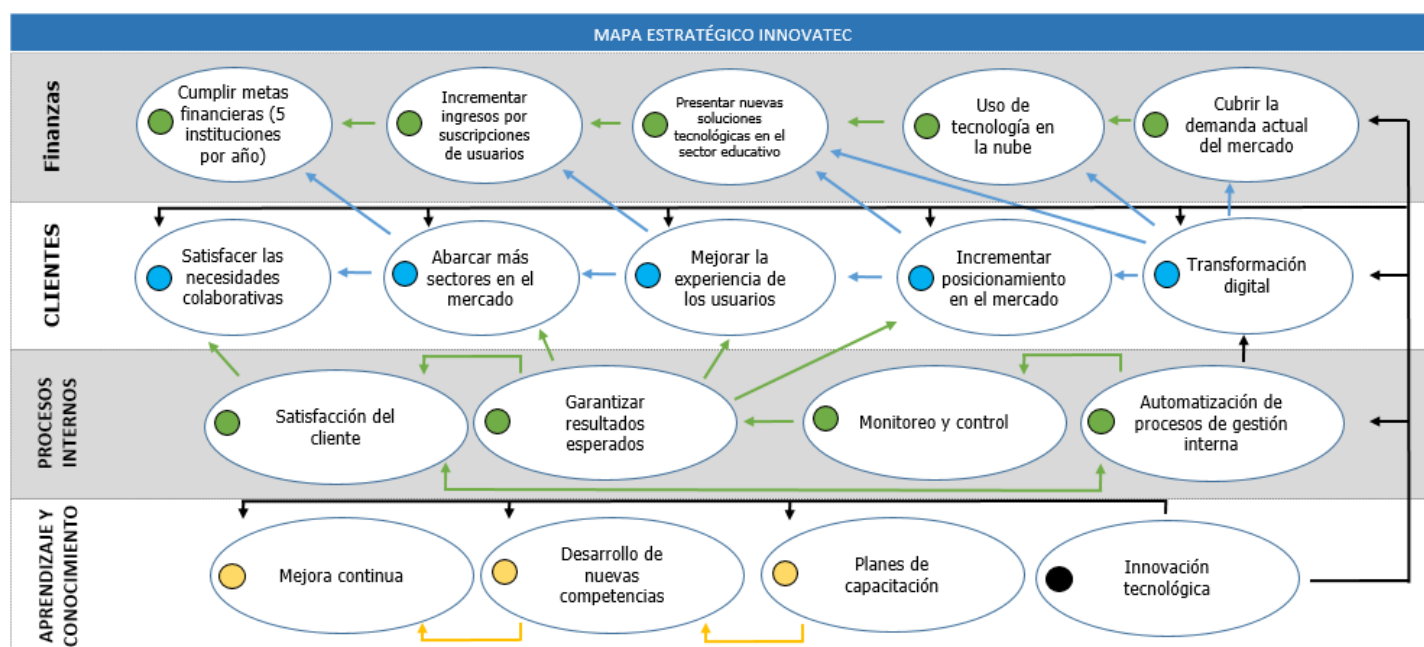 MAPA ESTRATÉGICO INNOVATEC
Finanzas
Cumplir metas
financieras (5
instituciones
por año)
Incrementar
ingresos por
suscripciones
de usuarios
Presentar nuevas
soluciones
tecnológicas en el
sector educativo
Uso de
tecnología en
la nube
Cubrir la
demanda actual
del mercado
CLIENTES
Satisfacer las
necesidades
colaborativas
Abarcar más
sectores en el
mercado
Mejorar la
experiencia de
los usuarios
Incrementar
posicionamiento
en el mercado
Transformación
digital
PROCESOS
INTERNOS
Satisfacción del
cliente
Garantizar
resultados
esperados
Monitoreo y control
Automatización de
procesos de gestión
interna
APRENDIZAJE Y
CONOCIMIENTO
Mejora continua
Desarrollo de
nuevas
competencias
Planes de
capacitación
Innovación
tecnológica